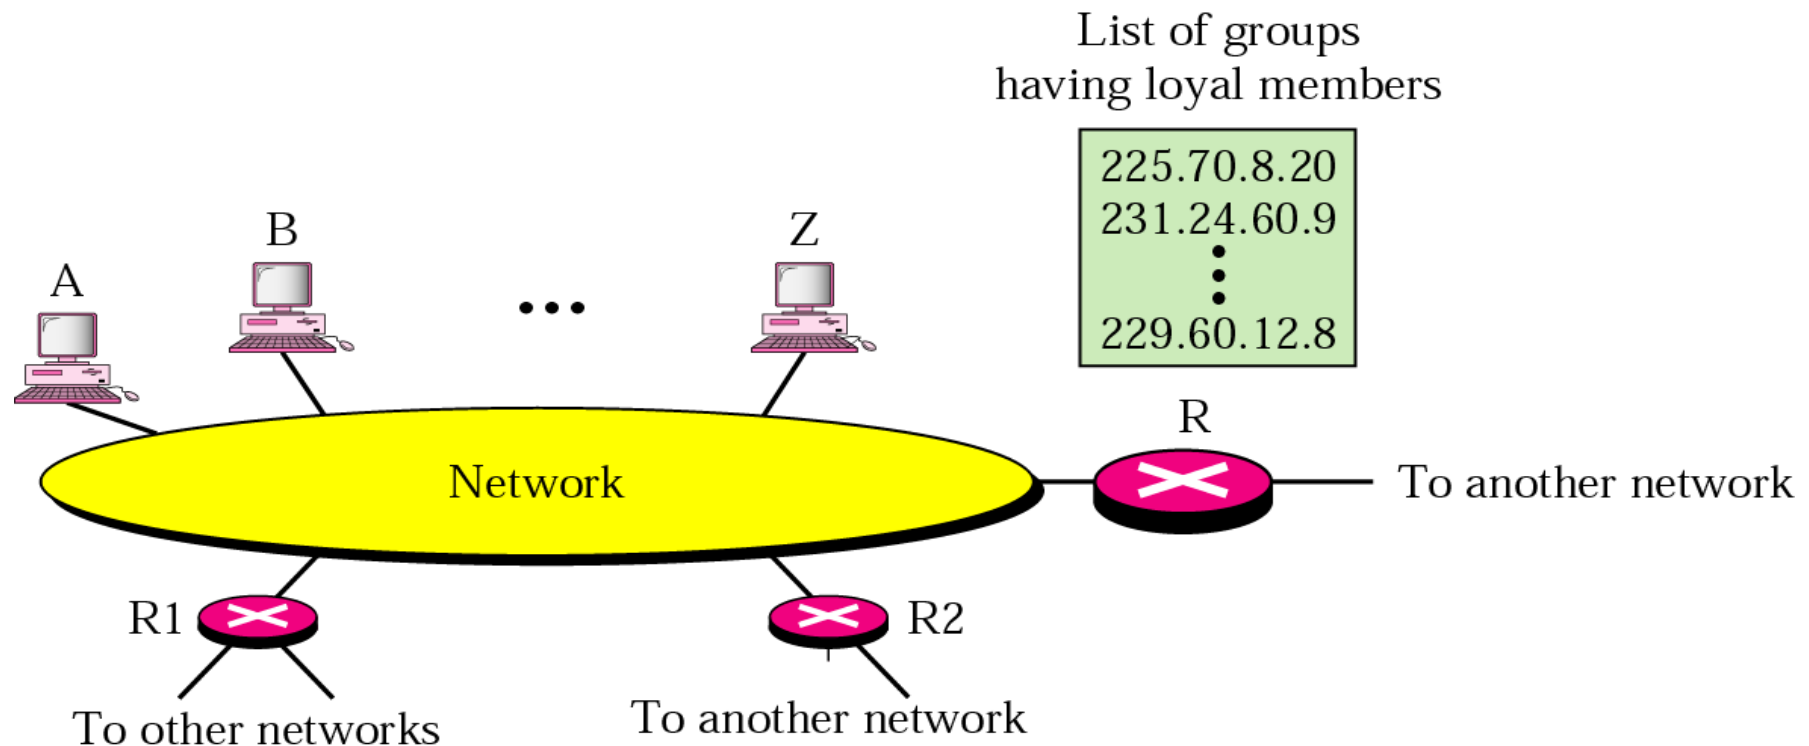 List of groups
having loyal members
225.70.8.20
231.24.60.9
229.60.12.8
A
B
Z
Network
R
To another network
R1
To other networks
R2
To another network